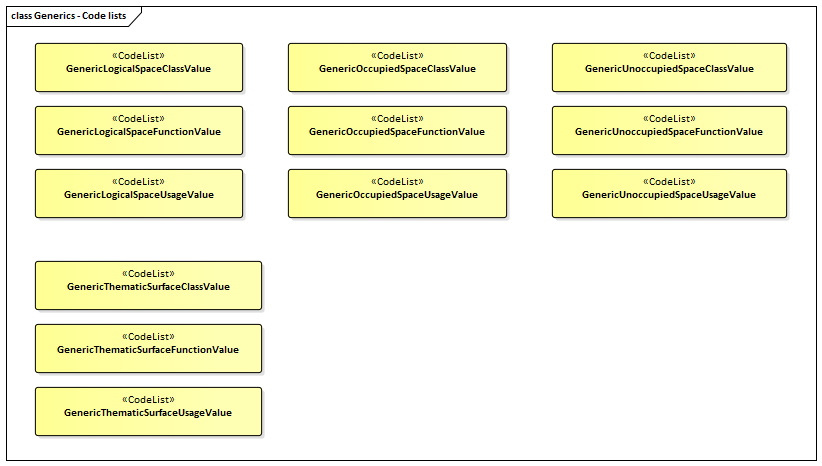 class Generics - Code lists
«CodeList»
GenericLogicalSpaceClassValue
«CodeList»
GenericOccupiedSpaceClassValue
«CodeList»
GenericUnoccupiedSpaceClassValue
«CodeList»
GenericLogicalSpaceFunctionValue
«CodeList»
GenericOccupiedSpaceFunctionValue
«CodeList»
GenericUnoccupiedSpaceFunctionValue
«CodeList»
GenericLogicalSpaceUsageValue
«CodeList»
GenericOccupiedSpaceUsageValue
«CodeList»
GenericUnoccupiedSpaceUsageValue
«CodeList»
GenericThematicSurfaceClassValue
«CodeList»
GenericThematicSurfaceFunctionValue
«CodeList»
GenericThematicSurfaceUsageValue